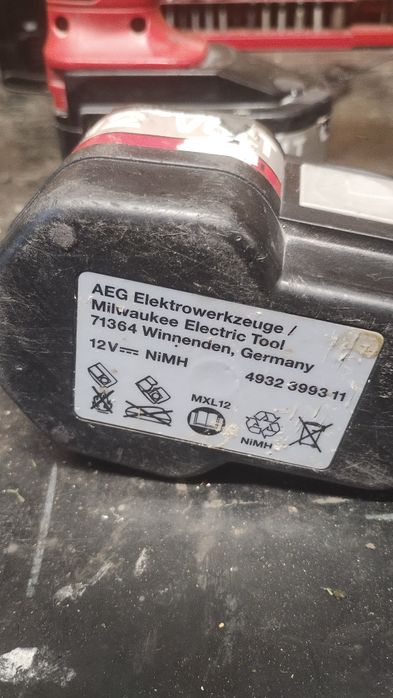 AEG Elektrowerkzeuge /
Milwaukee Electric Tool
71364 Winnenden, Germany
12V⎓ NiMH
4932 3993 11
MXL12
NiMH